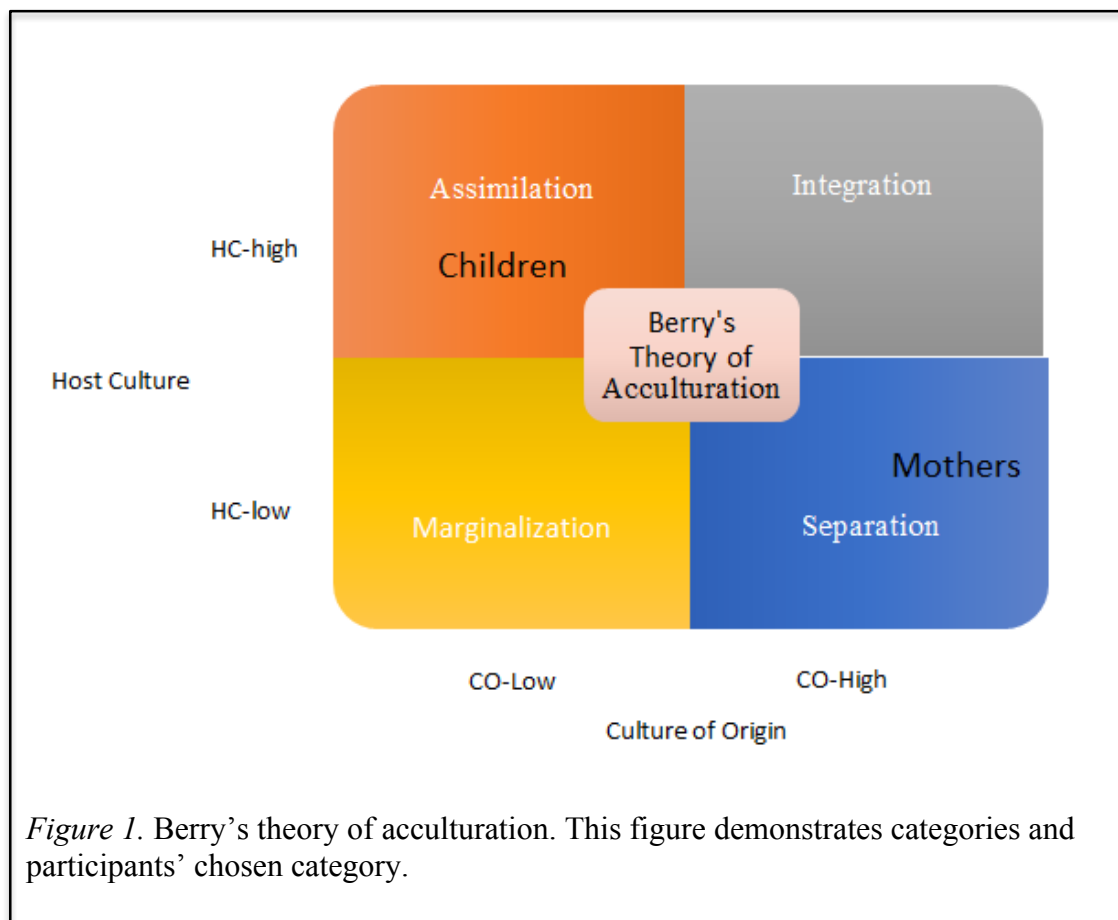 Assimilation
Integration
HC-high
Children
Berry's
Theory of
Acculturation
Host Culture
Mothers
HC-low
Marginalization
Separation
CO-Low
CO-High
Culture of Origin
Figure 1. Berry’s theory of acculturation. This figure demonstrates categories and
participants’ chosen category.